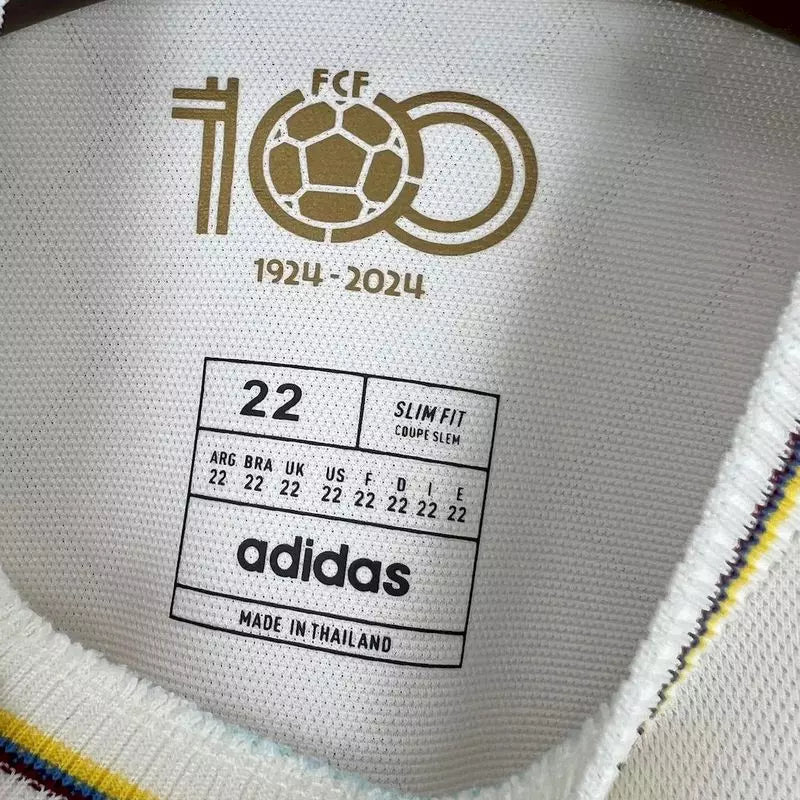 FCF
100
1924 - 2024
22
SLIM FIT
COUPE SLEM
ARG BRA UK US F D I E
22 22 22 22 22 22 22 22
adidas
MADE IN THAILAND